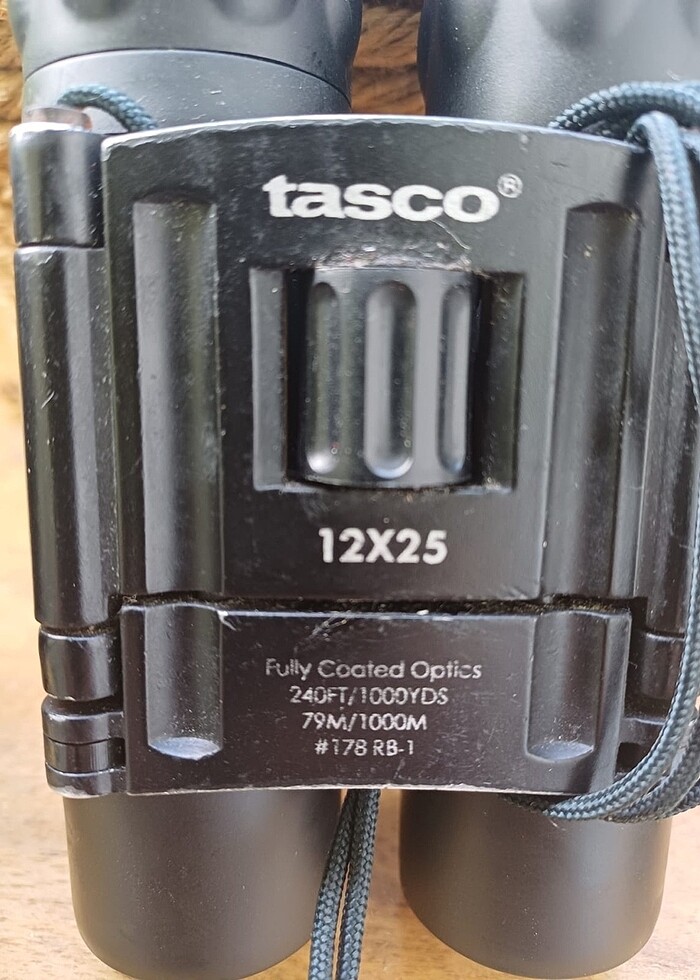 tasco®
12X25
Fully Coated Optics
240FT/1000YDS
79M/1000M
#178 RB-1